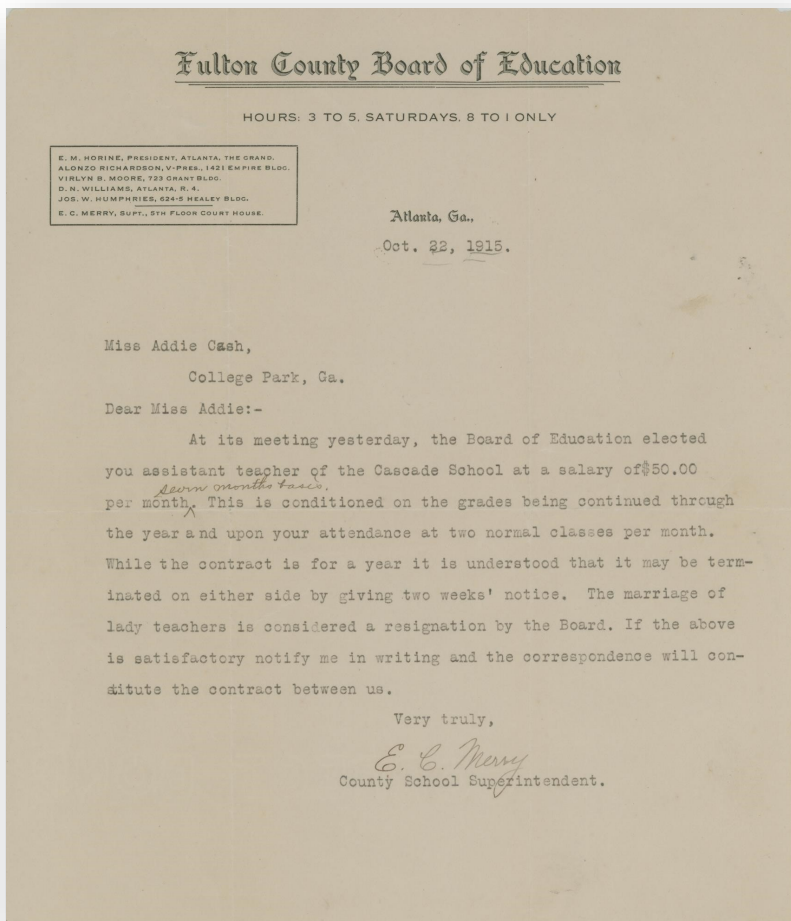 Fulton County Board of Education
HOURS: 3 TO 5. SATURDAYS. 8 TO 1 ONLY
E. M. HORINE, PRESIDENT, ATLANTA, THE GRAND.
ALONZO RICHARDSON, V-PRES., 1421 EMPIRE BLDG.
VIRLYN B. MOORE, 723 GRANT BLDG.
D. N. WILLIAMS, ATLANTA, R. 4.
JOS. W. HUMPHRIES, 624-5 HEALEY BLDG.
E. C. MERRY, SUPT., 5TH FLOOR COURT HOUSE.
Atlanta, Ga.,
Oct. 22, 1915.
Miss Addie Cash,
College Park, Ga.
Dear Miss Addie:-
At its meeting yesterday, the Board of Education elected
you assistant teacher of the Cascade School at a salary of$50.00
seven months basis.
per month. This is conditioned on the grades being continued through
the year and upon your attendance at two normal classes per month.
While the contract is for a year it is understood that it may be term-
inated on either side by giving two weeks' notice. The marriage of
lady teachers is considered a resignation by the Board. If the above
is satisfactory notify me in writing and the correspondence will con-
stitute the contract between us.
Very truly,
E. C. Merry
County School Superintendent.